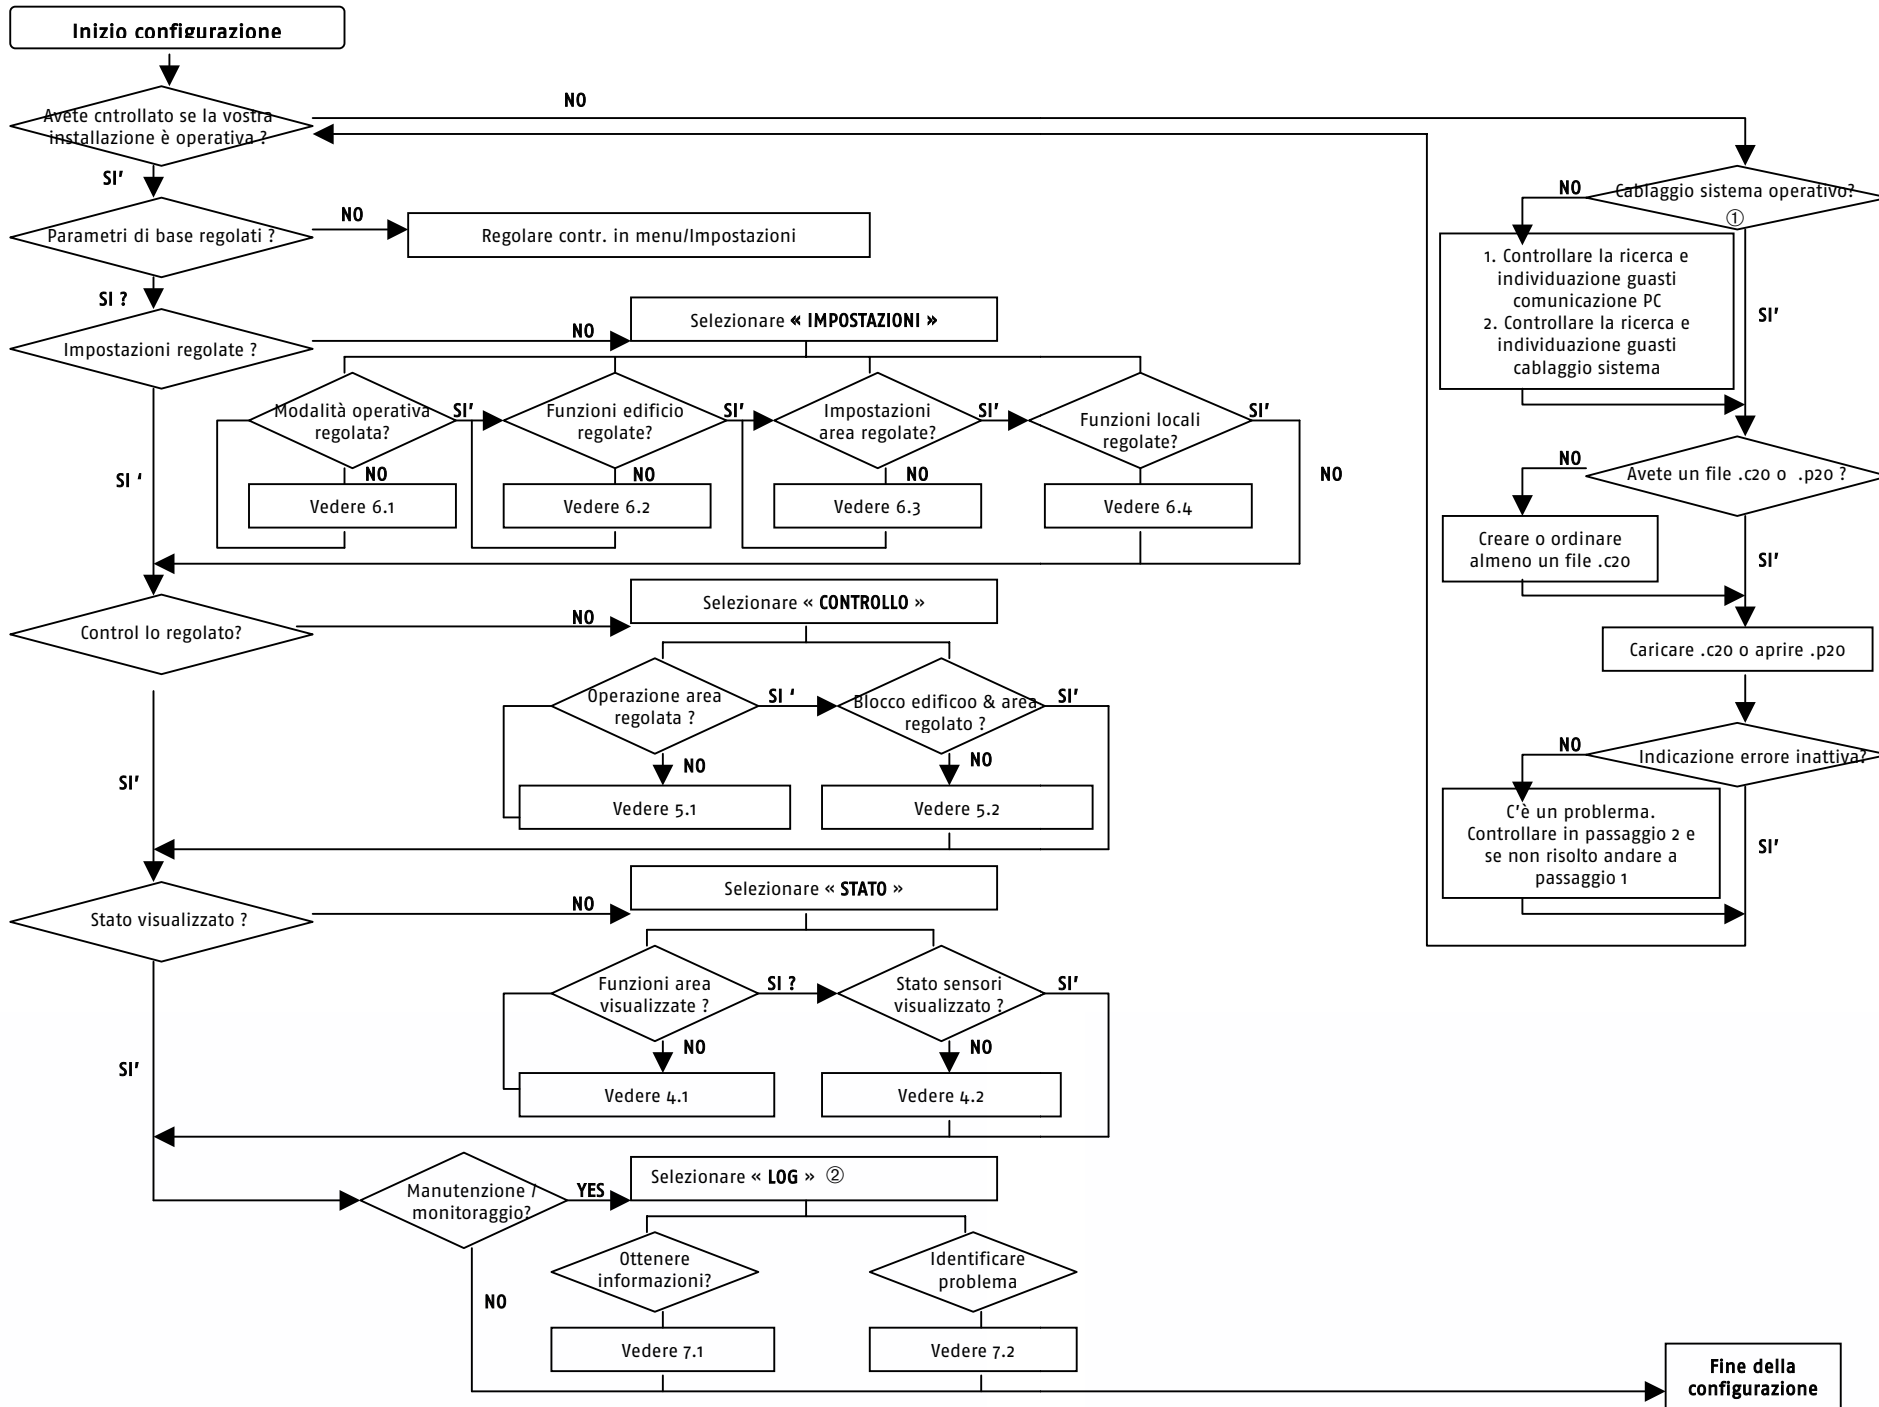 Inizio configurazione
NO
Avete cntrollato se la vostra
installazione è operativa ?
SI'
NO
Cablaggio sistema operativo?
①
NO
Parametri di base regolati ?
Regolare contr. in menu/Impostazioni
1. Controllare la ricerca e
individuazione guasti
comunicazione PC
2. Controllare la ricerca e
individuazione guasti
cablaggio sistema
SI'
SI ?
Selezionare « IMPOSTAZIONI »
NO
Impostazioni regolate ?
Modalità operativa
regolata?
SI'
Funzioni edificio
regolate?
SI'
Impostazioni
area regolate?
SI'
Funzioni locali
regolate?
SI'
NO
NO
NO
NO
SI ‘
Vedere 6.1
Vedere 6.2
Vedere 6.3
Vedere 6.4
NO
Avete un file .c20 o .p20 ?
Creare o ordinare
almeno un file .c20
SI'
Selezionare « CONTROLLO »
NO
Control lo regolato?
Caricare .c20 o aprire .p20
Operazione area
regolata ?
SI ‘
Blocco edificoo & area
regolato ?
SI'
NO
NO
SI'
Vedere 5.1
Vedere 5.2
NO
Indicazione errore inattiva?
C'è un problerma.
Controllare in passaggio 2 e
se non risolto andare a
passaggio 1
SI'
Selezionare « STATO »
NO
Stato visualizzato ?
Funzioni area
visualizzate ?
SI ?
Stato sensori
visualizzato ?
SI'
NO
NO
SI'
Vedere 4.1
Vedere 4.2
Manutenzione /
monitoraggio?
YES
Selezionare « LOG » ②
Ottenere
informazioni?
Identificare
problema
NO
Vedere 7.1
Vedere 7.2
Fine della
configurazione